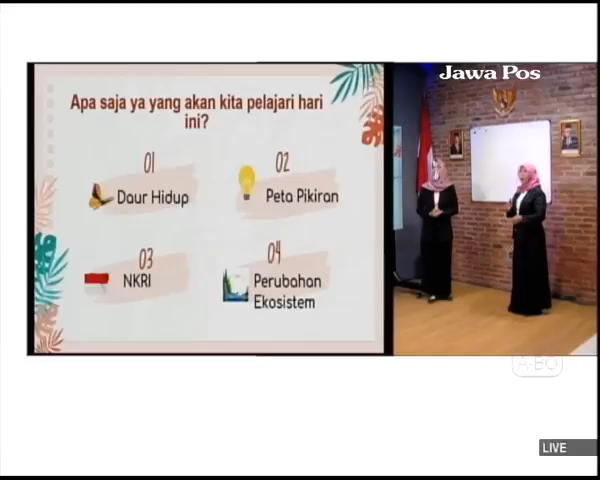 Jawa Pos
Apa saja ya yang akan kita pelajari hari
ini?
01
Daur Hidup
02
Peta Pikiran
03
NKRI
04
Perubahan
Ekosistem
A-BO
LIVE